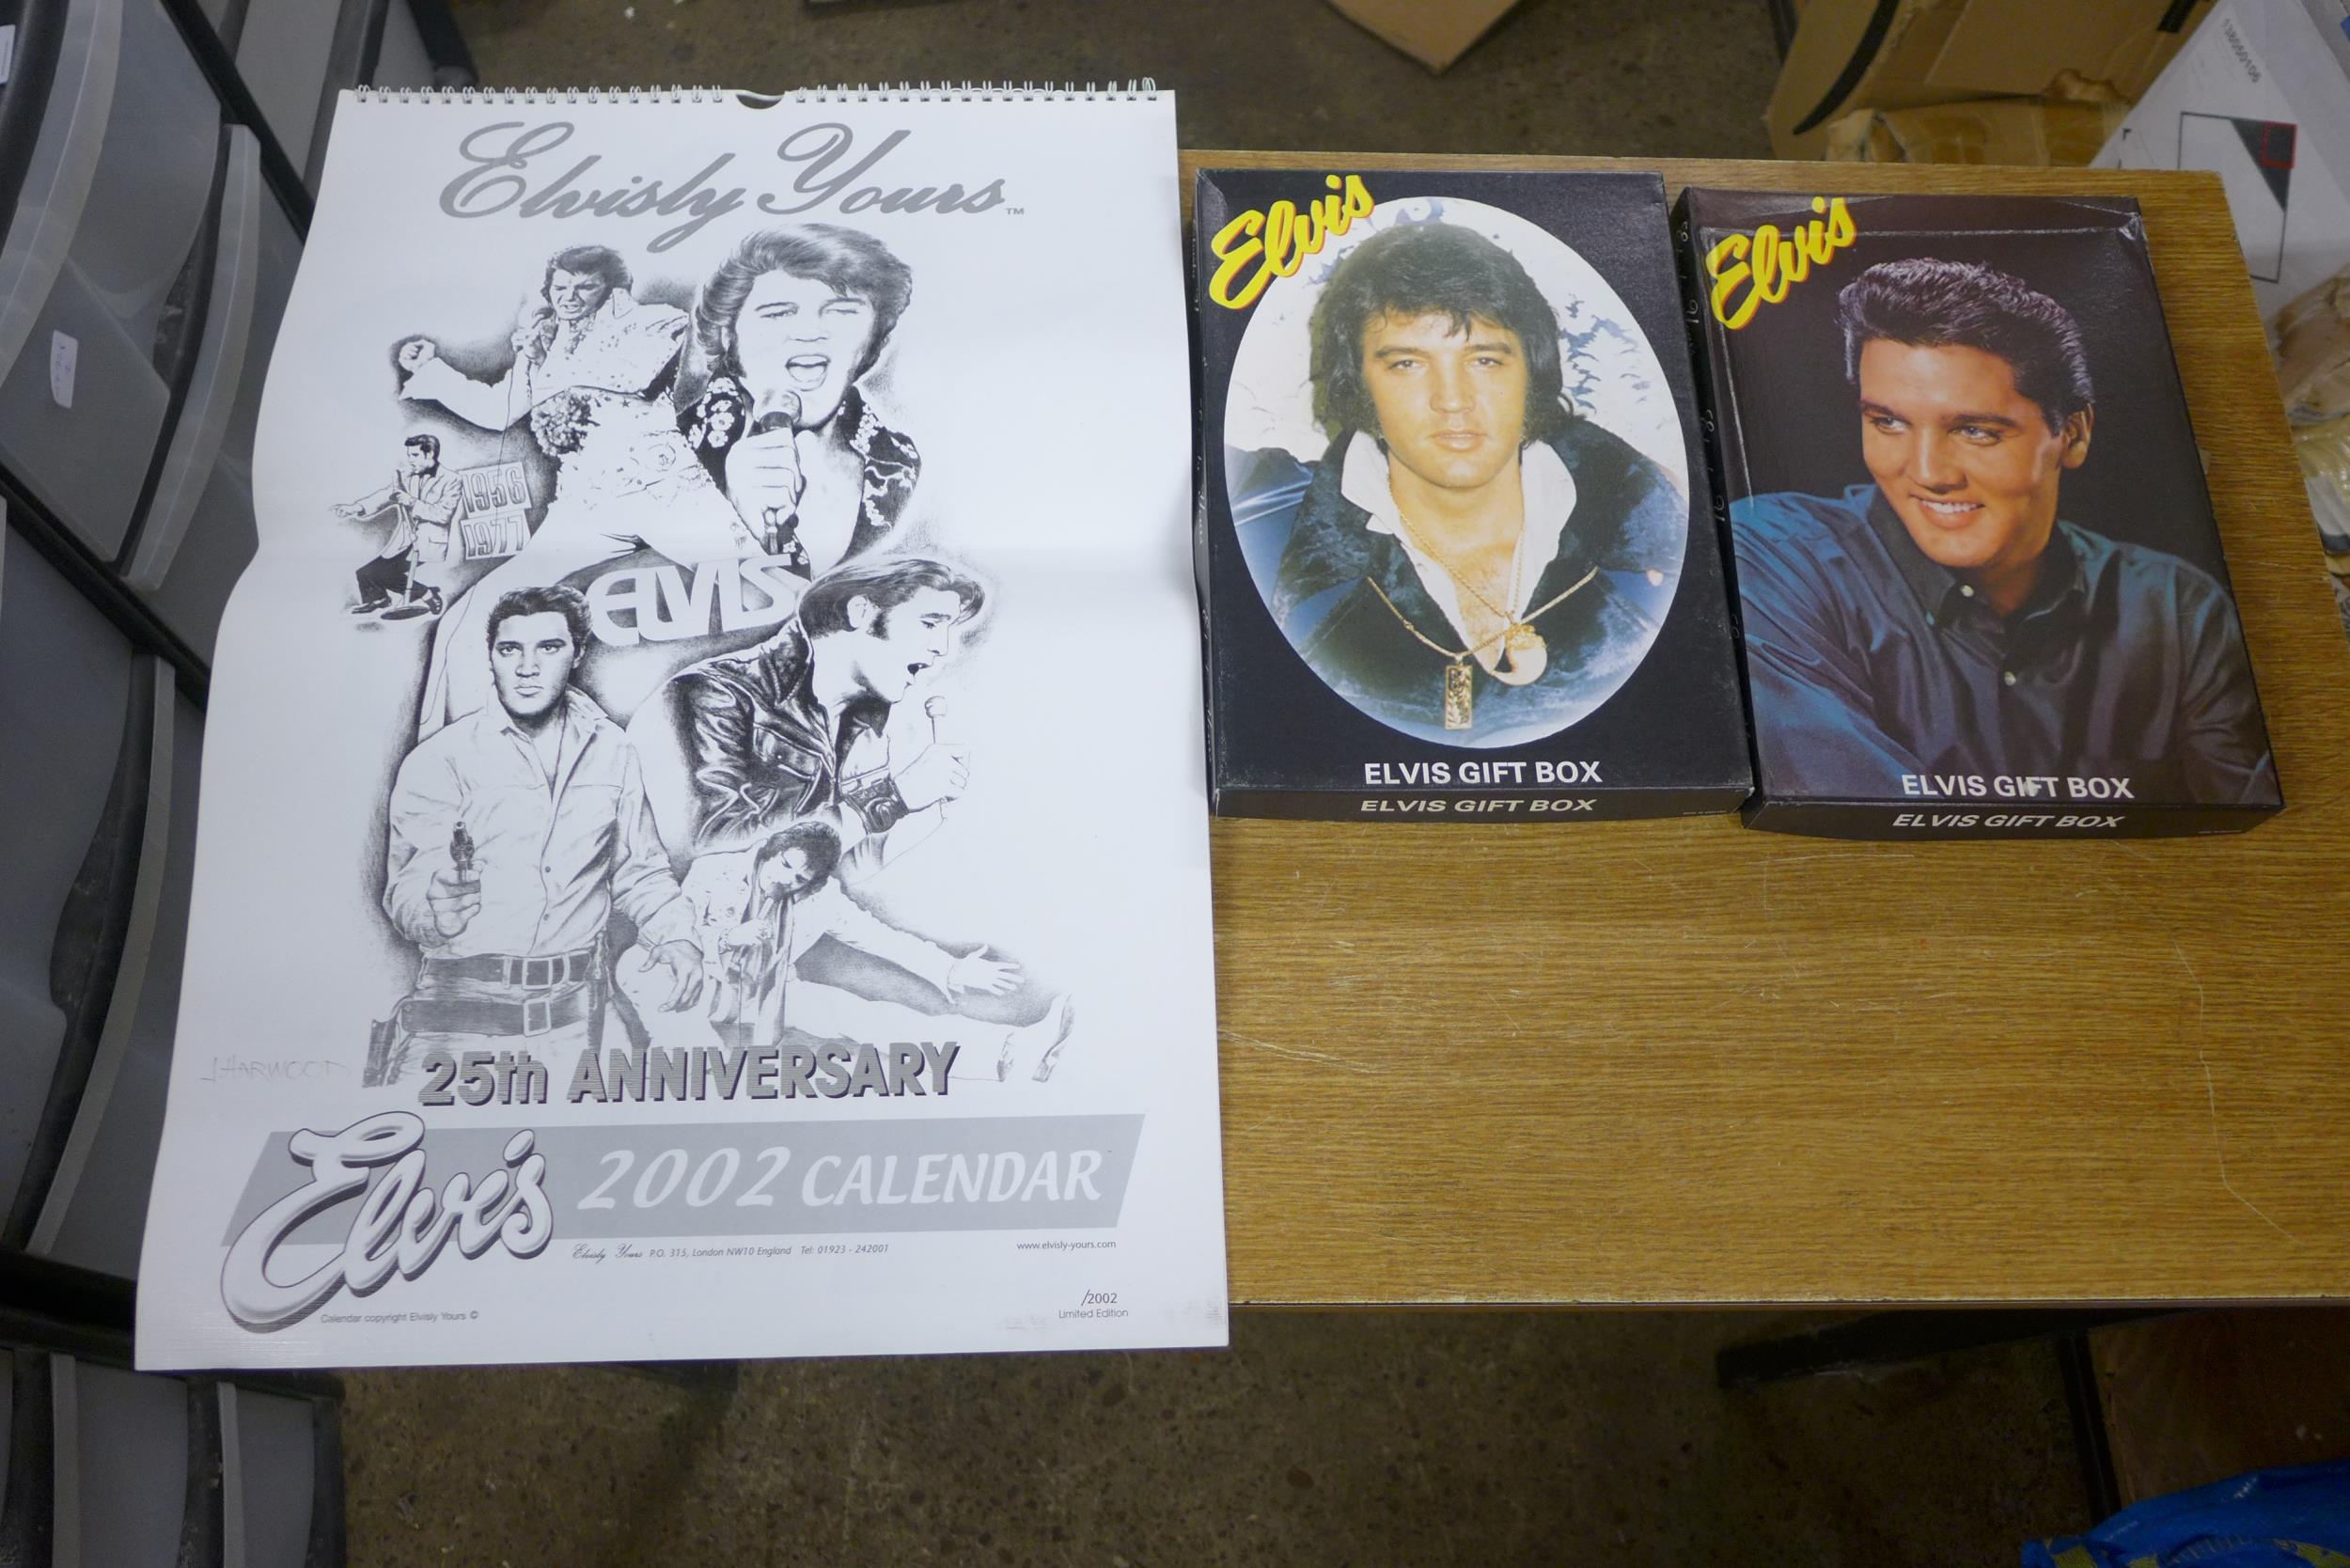 Elvisly Yours™
1956
1977
ELVIS
J. HARWOOD
25th ANNIVERSARY
Elvis 2002 CALENDAR
Elvisly Yours P.O. 315, London NW10 England Tel: 01923 - 242001
www.elvisly-yours.com
/2002
Limited Edition
Calendar copyright Elvisly Yours ©
Elvis
ELVIS GIFT BOX
ELVIS GIFT BOX
Elvis
ELVIS GIFT BOX
ELVIS GIFT BOX